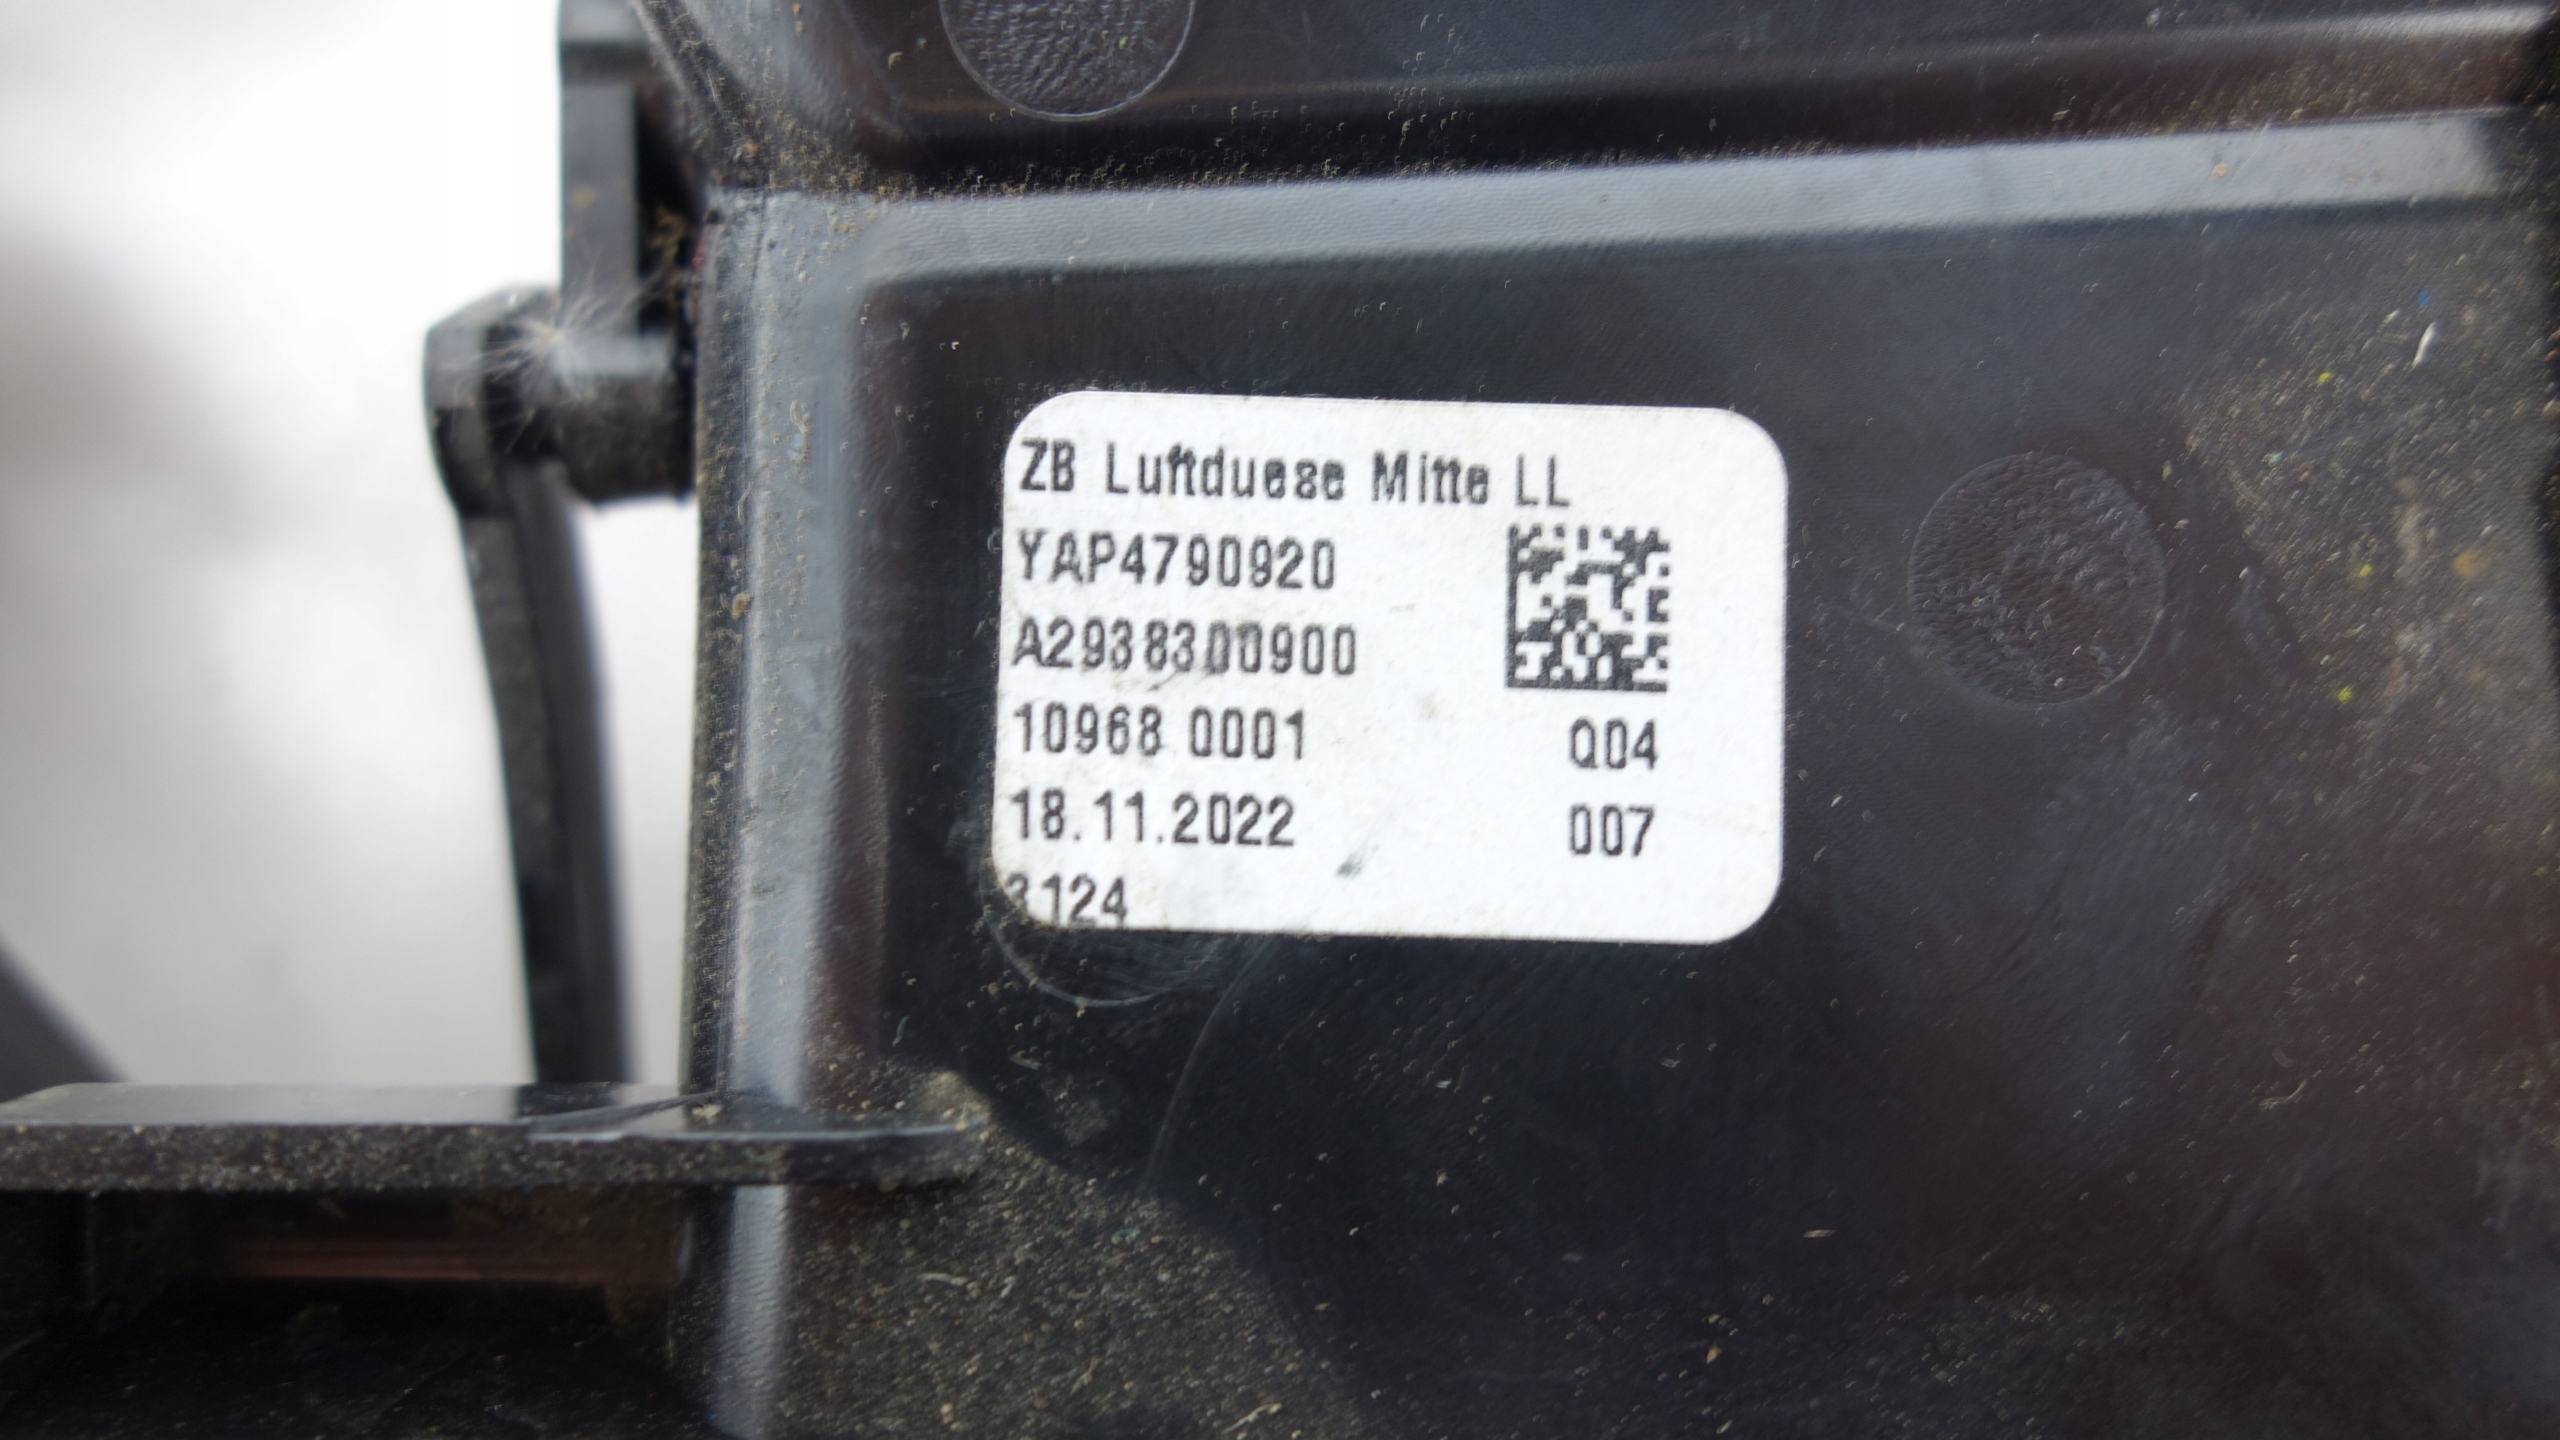 ZB Luftduese Mitte LL
YAP4790920
A2938300900
10968 0001 Q04
18.11.2022 007
3124